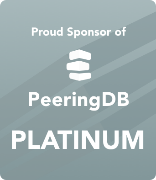 Proud Sponsor of
PeeringDB
PLATINUM